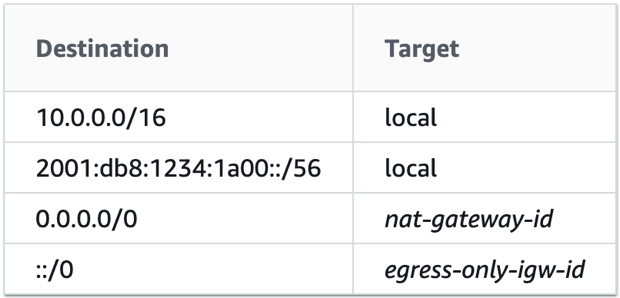 Destination Target
10.0.0.0/16 local
2001:db8:1234:1a00::/56 local
0.0.0.0/0 nat-gateway-id
::/0 egress-only-igw-id